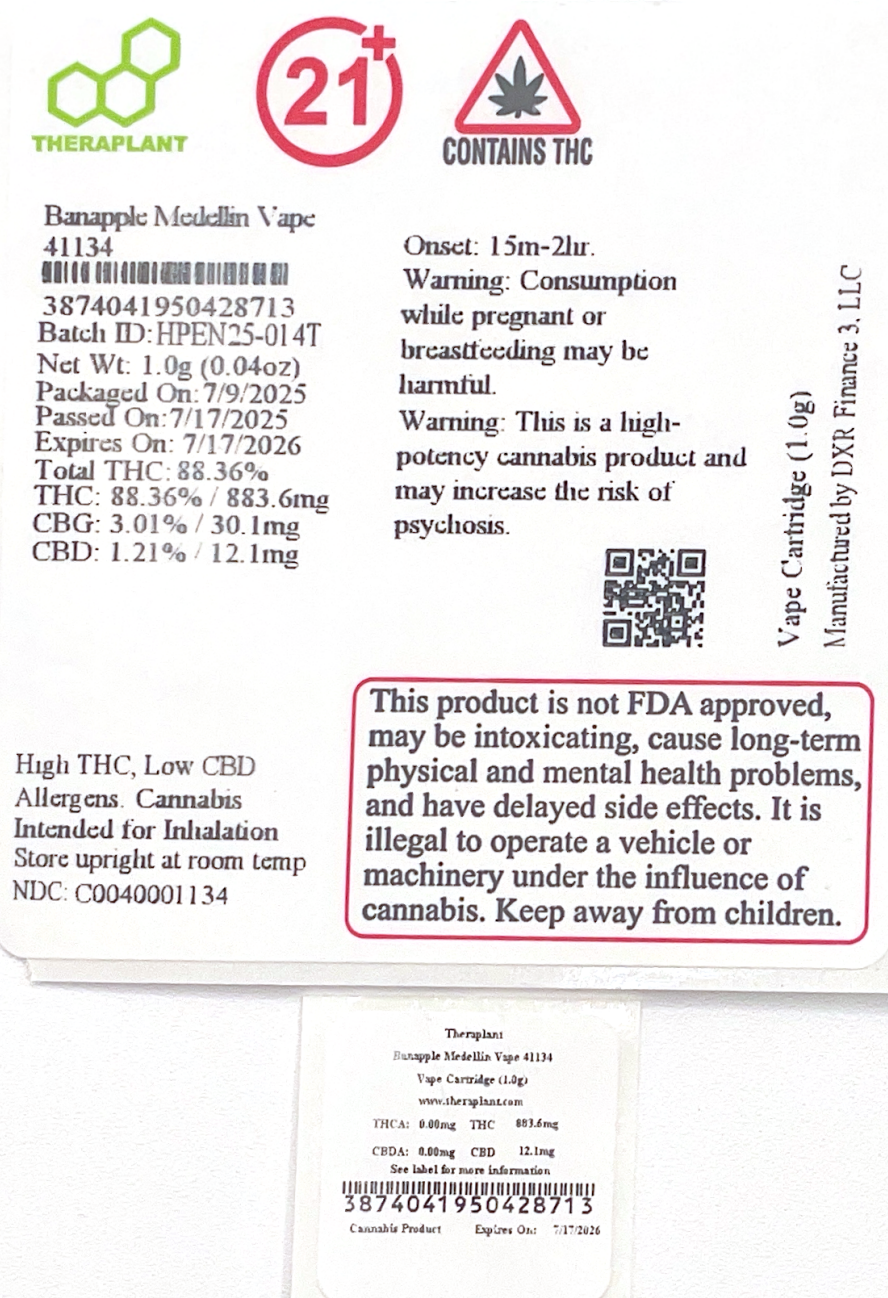 THERAPLANT
21+
CONTAINS THC
Banapple Medellin Vape
41134
3874041950428713
Batch ID: HPEN25-014T
Net Wt: 1.0g (0.04oz)
Packaged On: 7/9/2025
Passed On: 7/17/2025
Expires On: 7/17/2026
Total THC: 88.36%
THC: 88.36% / 883.6mg
CBG: 3.01% / 30.1mg
CBD: 1.21% / 12.1mg
Onset: 15m-2hr.
Warning: Consumption
while pregnant or
breastfeeding may be
harmful.
Warning: This is a high-
potency cannabis product and
may increase the risk of
psychosis.
Vape Cartridge (1.0g)
Manufactured by DXR Finance 3, LLC
High THC, Low CBD
Allergens. Cannabis
Intended for Inhalation
Store upright at room temp
NDC: C0040001134
This product is not FDA approved,
may be intoxicating, cause long-term
physical and mental health problems,
and have delayed side effects. It is
illegal to operate a vehicle or
machinery under the influence of
cannabis. Keep away from children.
Theraplant
Banapple Medellin Vape 41134
Vape Cartridge (1.0g)
www.theraplant.com
THCA: 0.00mg THC 883.6mg
CBDA: 0.00mg CBD 12.1mg
See label for more information
3874041950428713
Cannabis Product Expires On: 7/17/2026